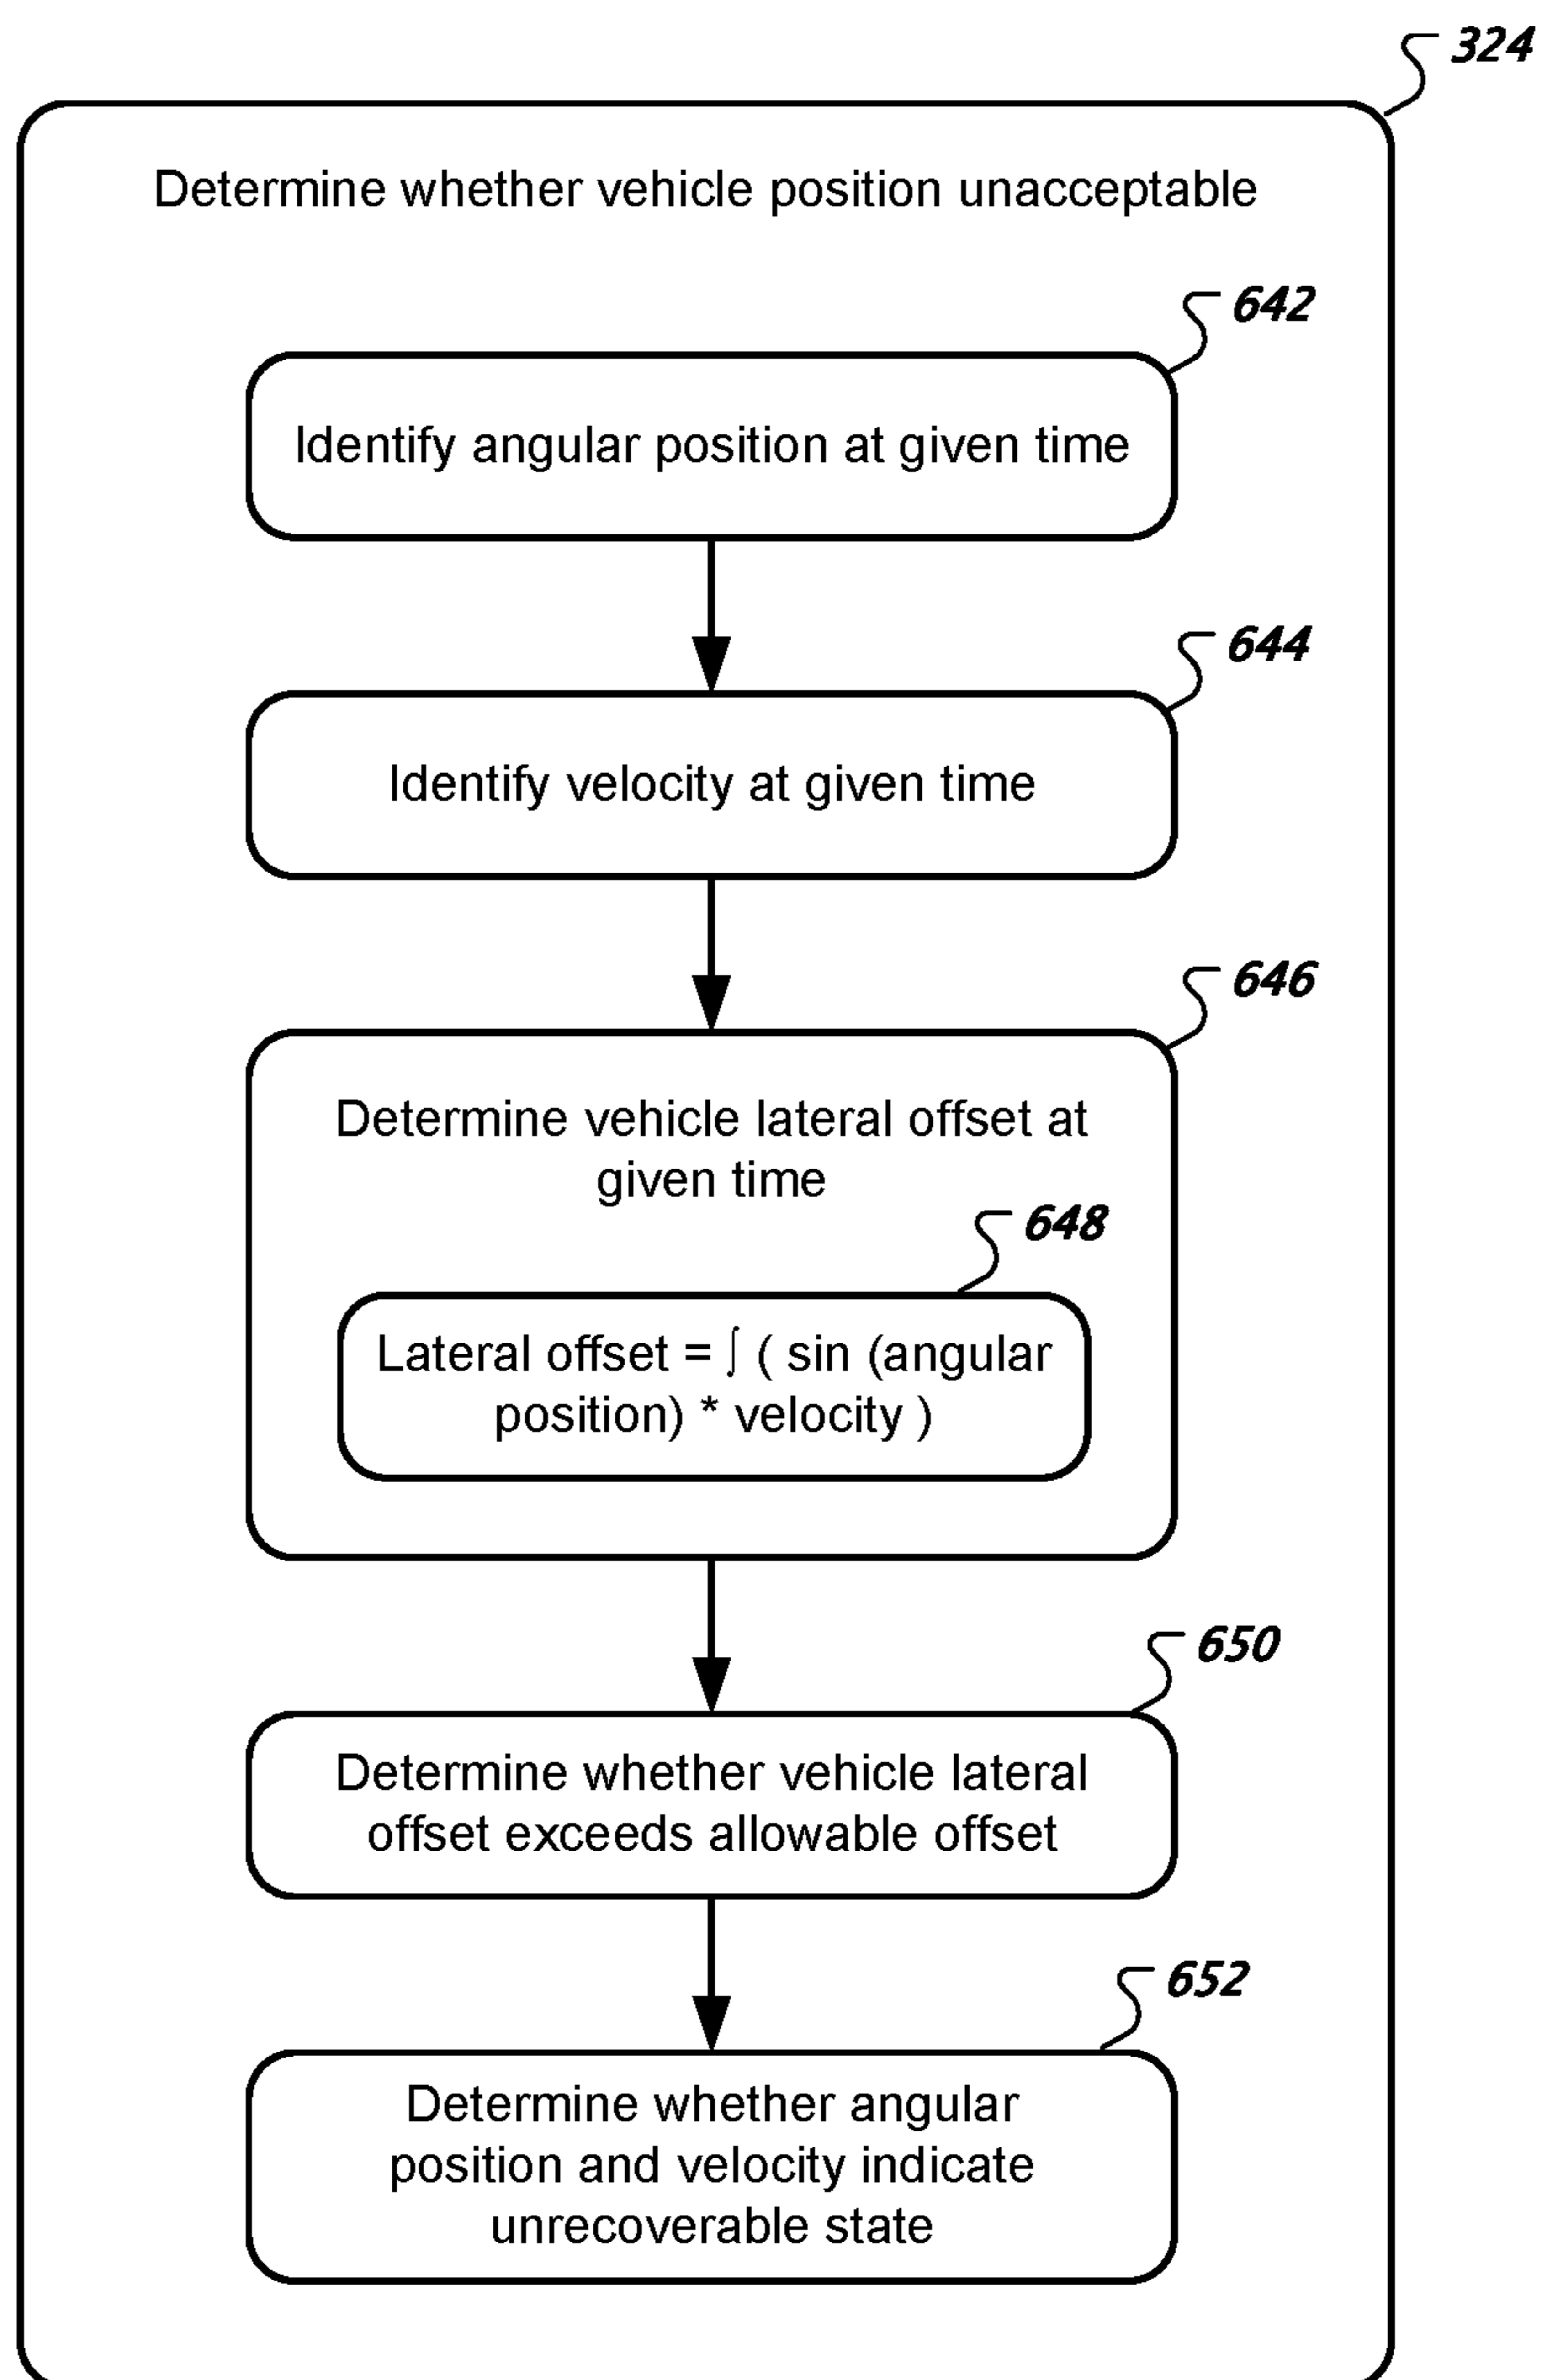 324
Determine whether vehicle position unacceptable
642
Identify angular position at given time
644
Identify velocity at given time
646
Determine vehicle lateral offset at
given time
648
Lateral offset = ∫ ( sin (angular
position) * velocity )
650
Determine whether vehicle lateral
offset exceeds allowable offset
652
Determine whether angular
position and velocity indicate
unrecoverable state